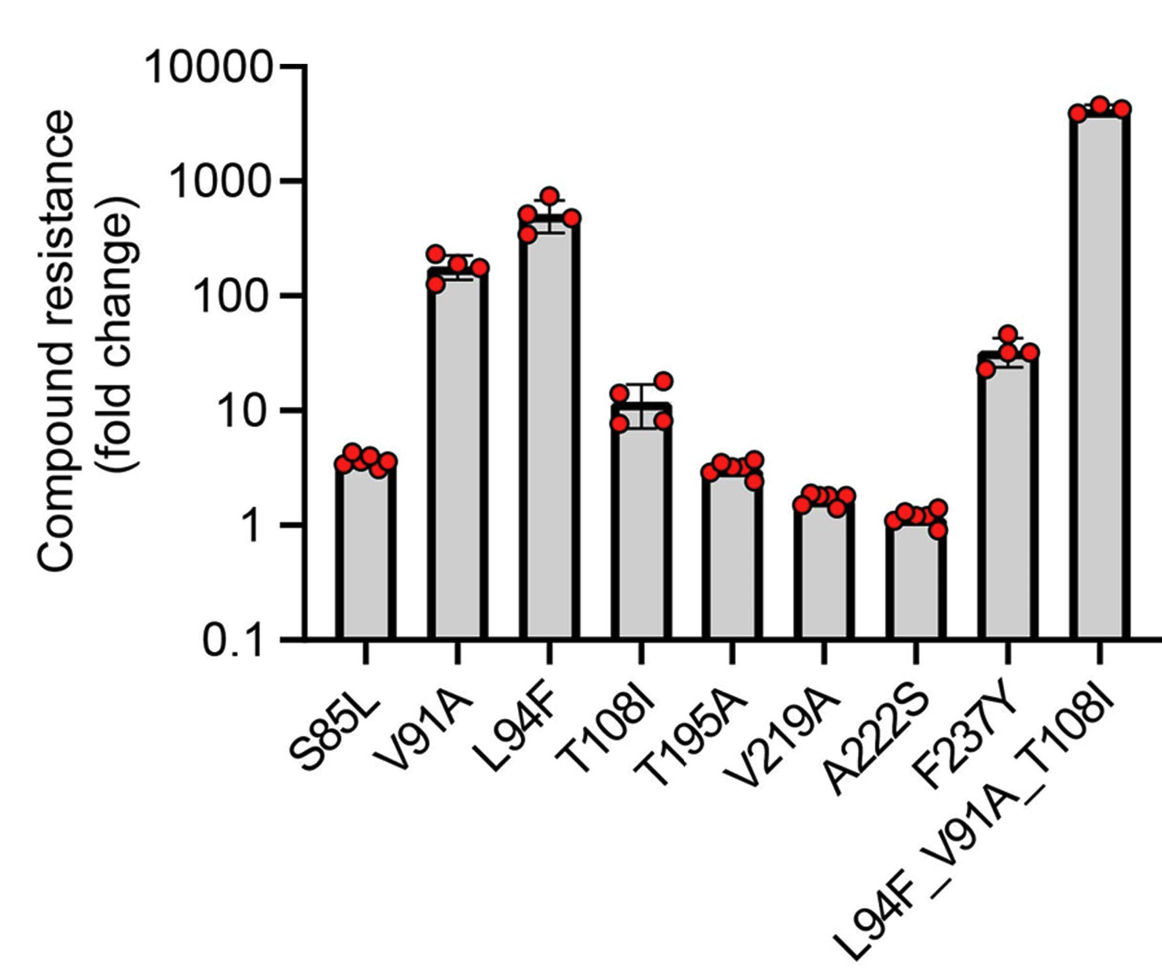 Compound resistance
(fold change)
10000
1000
100
10
1
0.1
S85L
V91A
L94F
T108I
T195A
V219A
A222S
F237Y
L94F_V91A_T108I